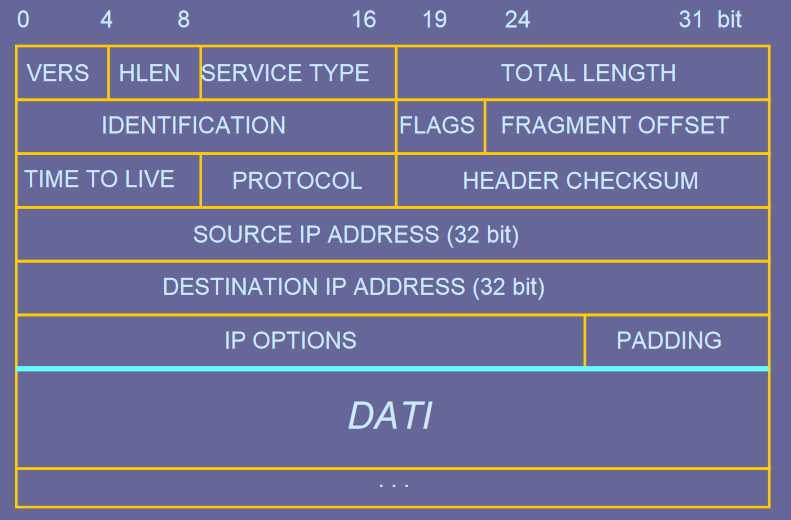 0 4 8 16 19 24 31 bit
VERS HLEN SERVICE TYPE TOTAL LENGTH
IDENTIFICATION FLAGS FRAGMENT OFFSET
TIME TO LIVE PROTOCOL HEADER CHECKSUM
SOURCE IP ADDRESS (32 bit)
DESTINATION IP ADDRESS (32 bit)
IP OPTIONS PADDING
DATI
. . .